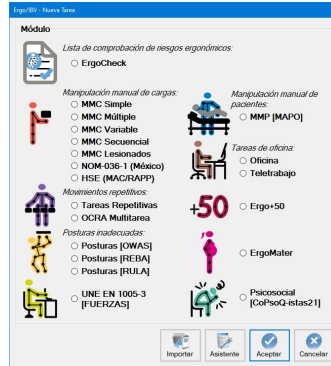 Ergo/IBV - Nueva Tarea
Módulo
Lista de comprobación de riesgos ergonómicos:
ErgoCheck
Manipulación manual de cargas:
MMC Simple
MMC Múltiple
MMC Variable
MMC Secuencial
MMC Lesionados
NOM-036-1 (México)
HSE (MAC/RAPP)
Manipulación manual de
pacientes:
MMP [MAPO]
Tareas de oficina:
Oficina
Teletrabajo
Movimientos repetitivos:
Tareas Repetitivas
OCRA Multitarea
+50
Ergo+50
Posturas inadecuadas:
Posturas [OWAS]
Posturas [REBA]
Posturas [RULA]
ErgoMater
UNE EN 1005-3
[FUERZAS]
Psicosocial
[CoPsoQ-istas21]
Importar
Asistente
Aceptar
Cancelar